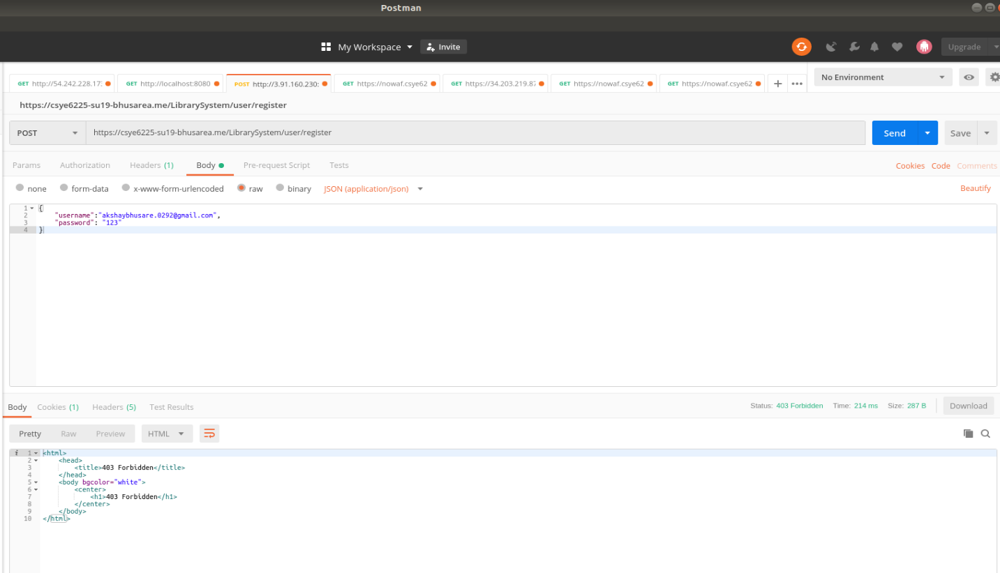 Postman
My Workspace Invite Upgrade
GET http://54.242.228.17: GET http://localhost:8080 POST http://3.91.160.230: GET https://nowaf.csye62 GET https://34.203.219.87 GET https://nowaf.csye62 GET https://nowaf.csye62 + ••• No Environment
https://csye6225-su19-bhusarea.me/LibrarySystem/user/register
POST https://csye6225-su19-bhusarea.me/LibrarySystem/user/register Send Save
Params Authorization Headers (1) Body Pre-request Script Tests Cookies Code Comments
none form-data x-www-form-urlencoded raw binary JSON (application/json) Beautify
1 {
2 "username":"akshaybhusare.0292@gmail.com",
3 "password": "123"
4 }
Body Cookies (1) Headers (5) Test Results Status: 403 Forbidden Time: 214 ms Size: 287 B Download
Pretty Raw Preview HTML
i 1 <html>
2 <head>
3 <title>403 Forbidden</title>
4 </head>
5 <body bgcolor="white">
6 <center>
7 <h1>403 Forbidden</h1>
8 </center>
9 </body>
10 </html>